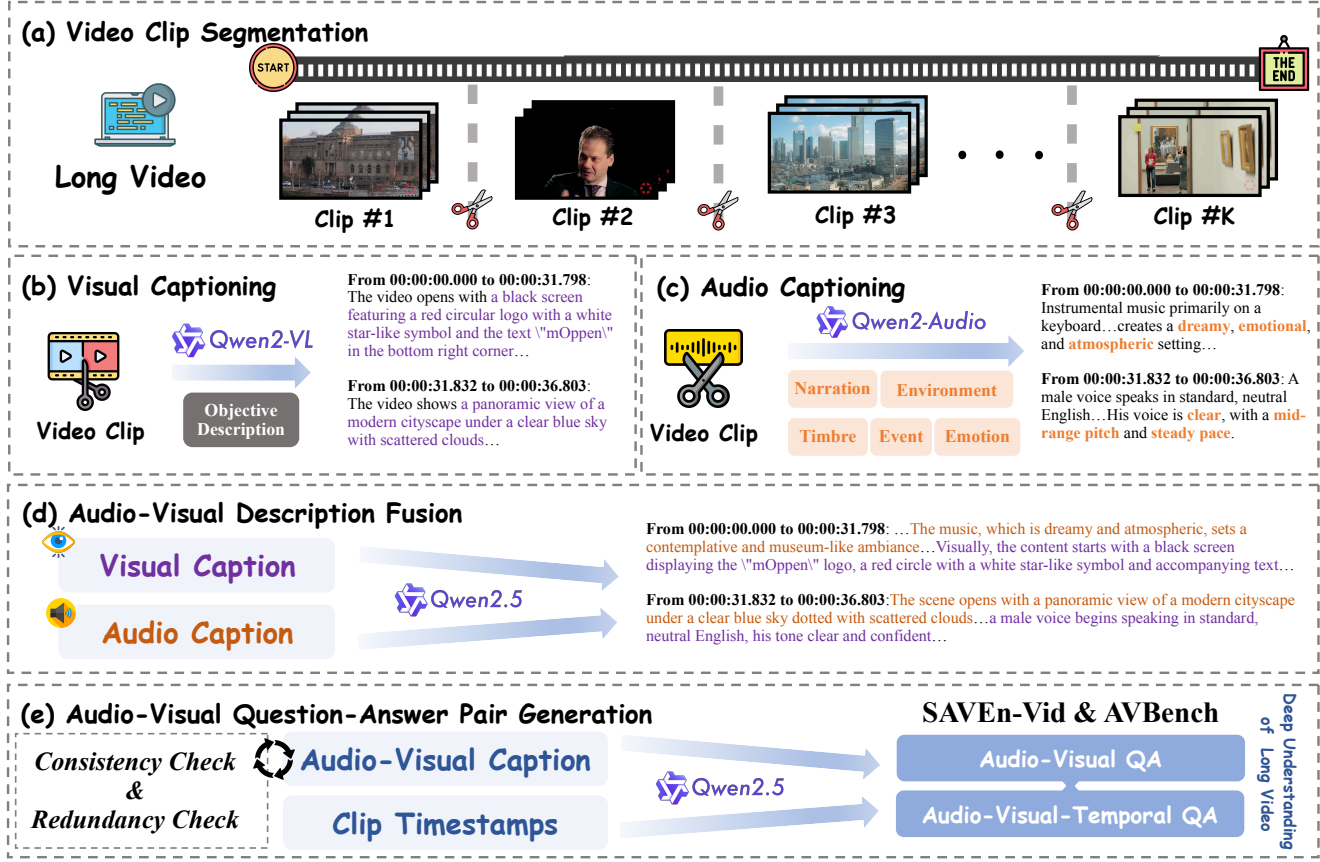 (a) Video Clip Segmentation
START
THE
END
Long Video
Clip #1
Clip #2
Clip #3
. . .
Clip #K
(b) Visual Captioning
Qwen2-VL
Objective
Description
Video Clip
From 00:00:00.000 to 00:00:31.798:
The video opens with a black screen
featuring a red circular logo with a white
star-like symbol and the text \"mOppen\"
in the bottom right corner…
From 00:00:31.832 to 00:00:36.803:
The video shows a panoramic view of a
modern cityscape under a clear blue sky
with scattered clouds…
(c) Audio Captioning
Qwen2-Audio
Narration
Environment
Timbre
Event
Emotion
Video Clip
From 00:00:00.000 to 00:00:31.798:
Instrumental music primarily on a
keyboard…creates a dreamy, emotional,
and atmospheric setting…
From 00:00:31.832 to 00:00:36.803: A
male voice speaks in standard, neutral
English…His voice is clear, with a mid-
range pitch and steady pace.
(d) Audio-Visual Description Fusion
Visual Caption
Audio Caption
Qwen2.5
From 00:00:00.000 to 00:00:31.798: …The music, which is dreamy and atmospheric, sets a
contemplative and museum-like ambiance…Visually, the content starts with a black screen
displaying the \"mOppen\" logo, a red circle with a white star-like symbol and accompanying text…
From 00:00:31.832 to 00:00:36.803:The scene opens with a panoramic view of a modern cityscape
under a clear blue sky dotted with scattered clouds…a male voice begins speaking in standard,
neutral English, his tone clear and confident…
(e) Audio-Visual Question-Answer Pair Generation
Consistency Check
&
Redundancy Check
Audio-Visual Caption
Clip Timestamps
Qwen2.5
SAVEn-Vid & AVBench
Audio-Visual QA
Audio-Visual-Temporal QA
Deep Understanding
of Long Video